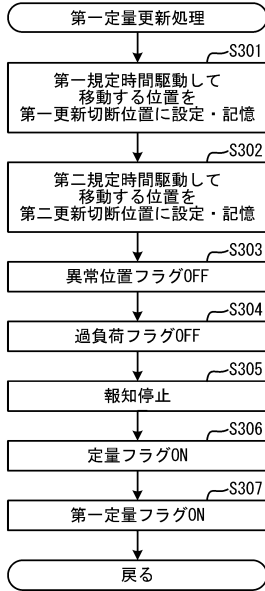 第一定量更新処理
S301
第一規定時間駆動して
移動する位置を
第一更新切断位置に設定・記憶
S302
第二規定時間駆動して
移動する位置を
第二更新切断位置に設定・記憶
S303
異常位置フラグOFF
S304
過負荷フラグOFF
S305
報知停止
S306
定量フラグON
S307
第一定量フラグON
戻る